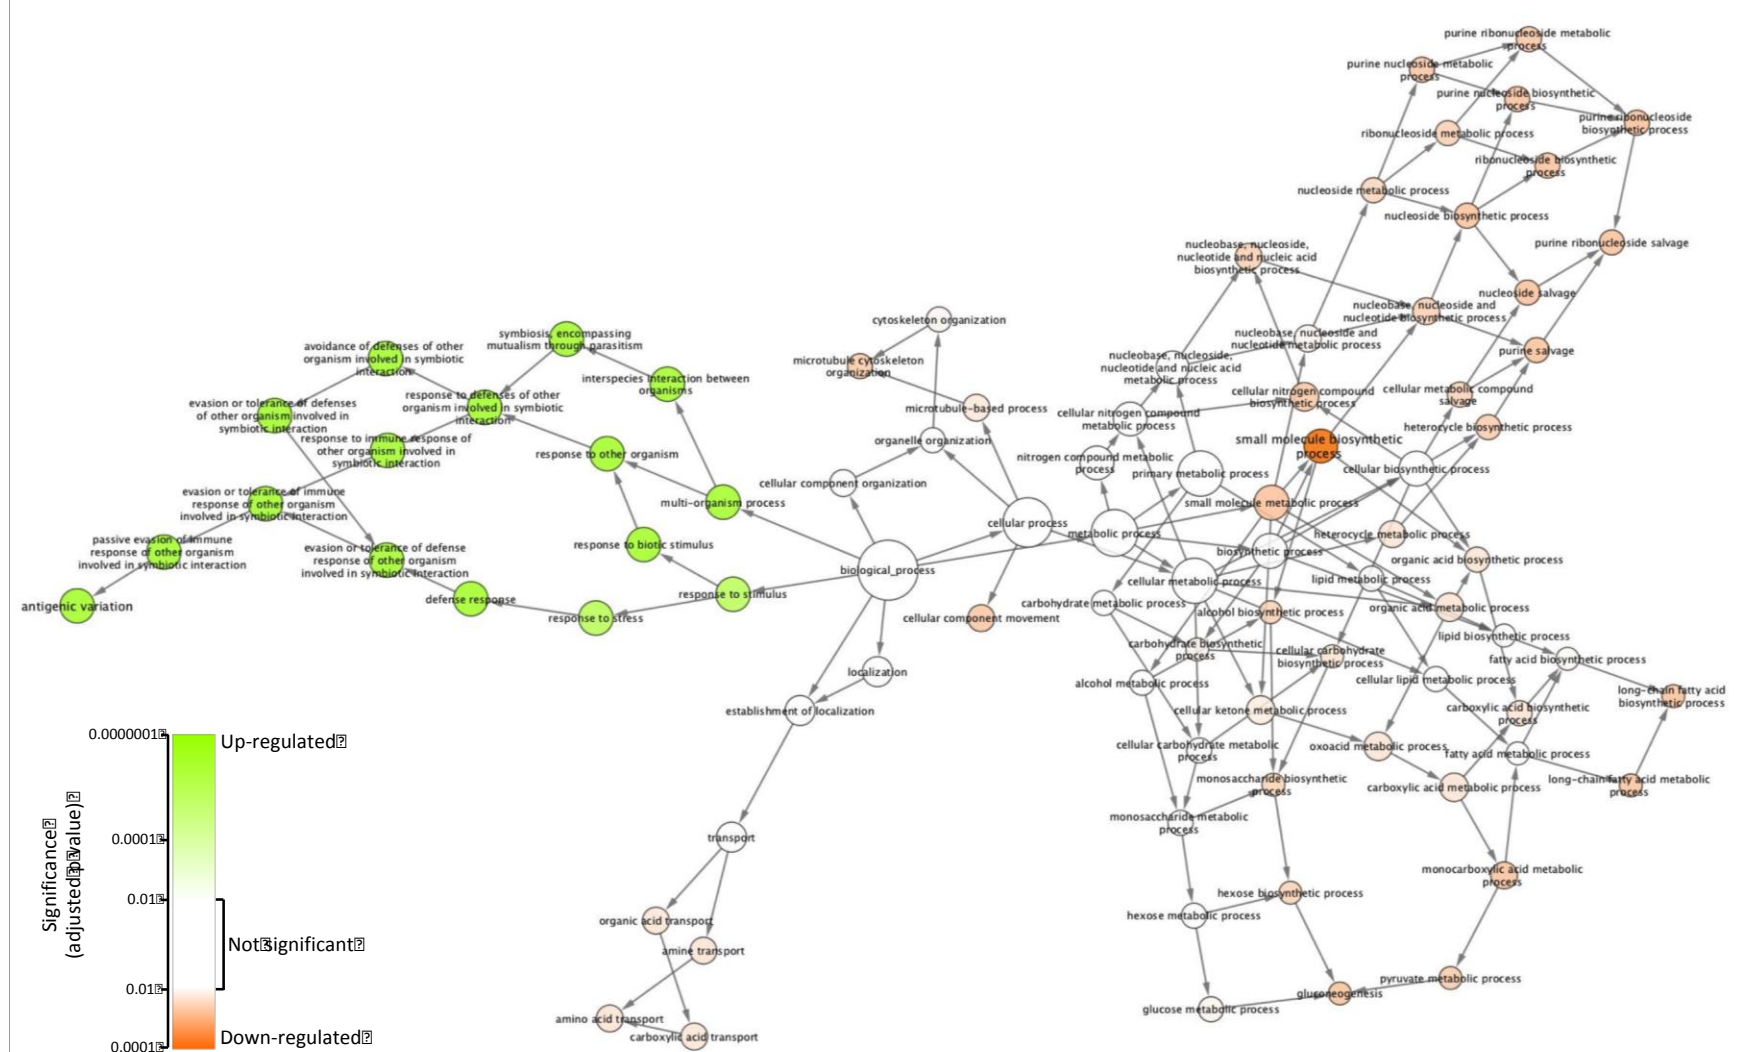 purine ribonucleoside metabolic
process
purine nucleoside metabolic
process
purine nucleoside biosynthetic
process
purine ribonucleoside
biosynthetic process
ribonucleoside metabolic process
ribonucleoside biosynthetic
process
nucleoside metabolic process
nucleoside biosynthetic process
purine ribonucleoside salvage
nucleobase, nucleoside,
nucleotide and nucleic acid
biosynthetic process
nucleoside salvage
nucleobase, nucleoside and
nucleotide biosynthetic process
cytoskeleton organization
symbiosis, encompassing
mutualism through parasitism
nucleobase, nucleoside and
nucleotide metabolic process
avoidance of defenses of other
organism involved in symbiotic
interaction
purine salvage
microtubule cytoskeleton
organization
nucleobase, nucleoside,
nucleotide and nucleic acid
metabolic process
interspecies interaction between
organisms
cellular nitrogen compound
biosynthetic process
cellular metabolic compound
salvage
response to defenses of other
organism involved in symbiotic
interaction
evasion or tolerance of defenses
of other organism involved in
symbiotic interaction
microtubule-based process
cellular nitrogen compound
metabolic process
heterocycle biosynthetic process
response to immune response of
other organism involved in
symbiotic interaction
organelle organization
small molecule biosynthetic
process
response to other organism
nitrogen compound metabolic
process
primary metabolic process
cellular biosynthetic process
cellular component organization
evasion or tolerance of immune
response of other organism
involved in symbiotic interaction
multi-organism process
small molecule metabolic process
cellular process
metabolic process
heterocycle metabolic process
passive evasion of immune
response of other organism
involved in symbiotic interaction
evasion or tolerance of defense
response of other organism
involved in symbiotic interaction
response to biotic stimulus
biosynthetic process
organic acid biosynthetic
process
biological_process
cellular metabolic process
lipid metabolic process
antigenic variation
defense response
response to stimulus
response to stress
cellular component movement
carbohydrate metabolic process
alcohol biosynthetic process
organic acid metabolic process
lipid biosynthetic process
carbohydrate biosynthetic
process
cellular carbohydrate
biosynthetic process
fatty acid biosynthetic process
localization
alcohol metabolic process
cellular lipid metabolic process
long-chain fatty acid
biosynthetic process
establishment of localization
cellular ketone metabolic process
carboxylic acid biosynthetic
process
cellular carbohydrate metabolic
process
oxoacid metabolic process
fatty acid metabolic process
monosaccharide biosynthetic
process
carboxylic acid metabolic process
long-chain fatty acid metabolic
process
monosaccharide metabolic
process
transport
monocarboxylic acid metabolic
process
hexose biosynthetic process
hexose metabolic process
organic acid transport
amine transport
pyruvate metabolic process
gluconeogenesis
glucose metabolic process
amino acid transport
carboxylic acid transport
Significance
(adjusted p value)
0.0000001
Up-regulated
0.0001
0.01
Not significant
0.01
Down-regulated
0.0001